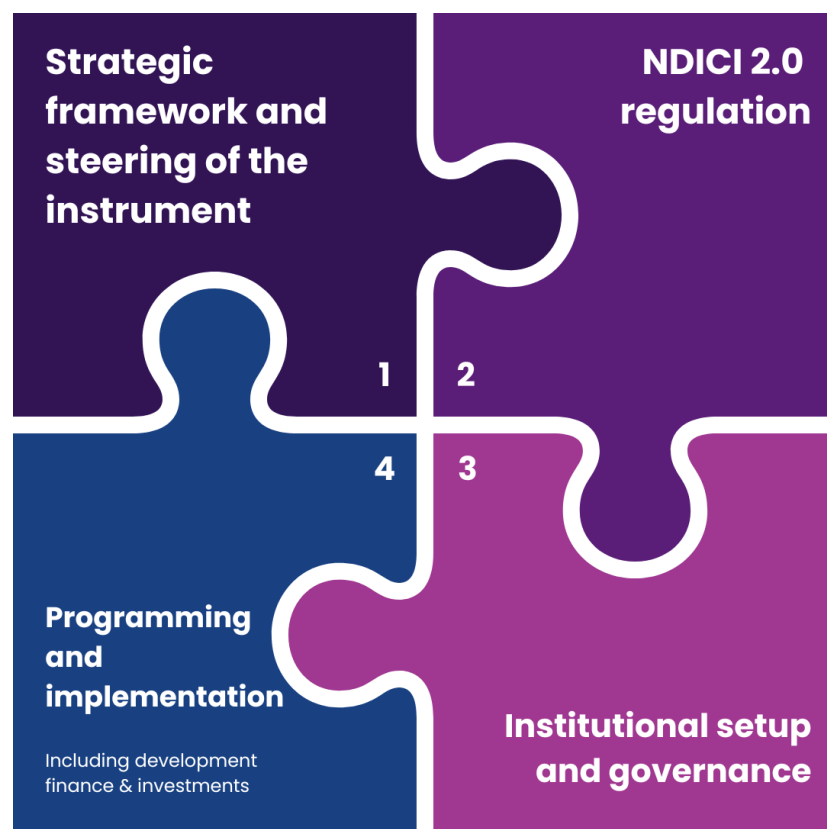 Strategic
framework and
steering of the
instrument
1
NDICI 2.0
regulation
2
3
Institutional setup
and governance
4
Programming
and
implementation
Including development
finance & investments